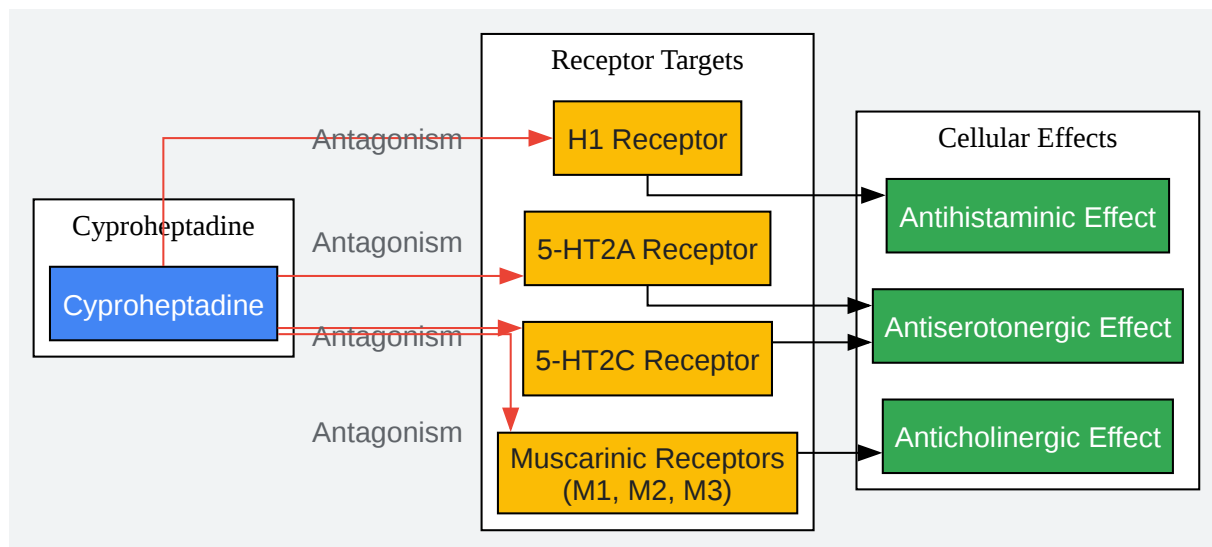 Receptor Targets
Antagonism
H1 Receptor
Cellular Effects
Antihistaminic Effect
Cyproheptadine
Antagonism
5-HT2A Receptor
Cyproheptadine
Antiserotonergic Effect
Antagonism
5-HT2C Receptor
Antagonism
Anticholinergic Effect
Muscarinic Receptors
(M1, M2, M3)